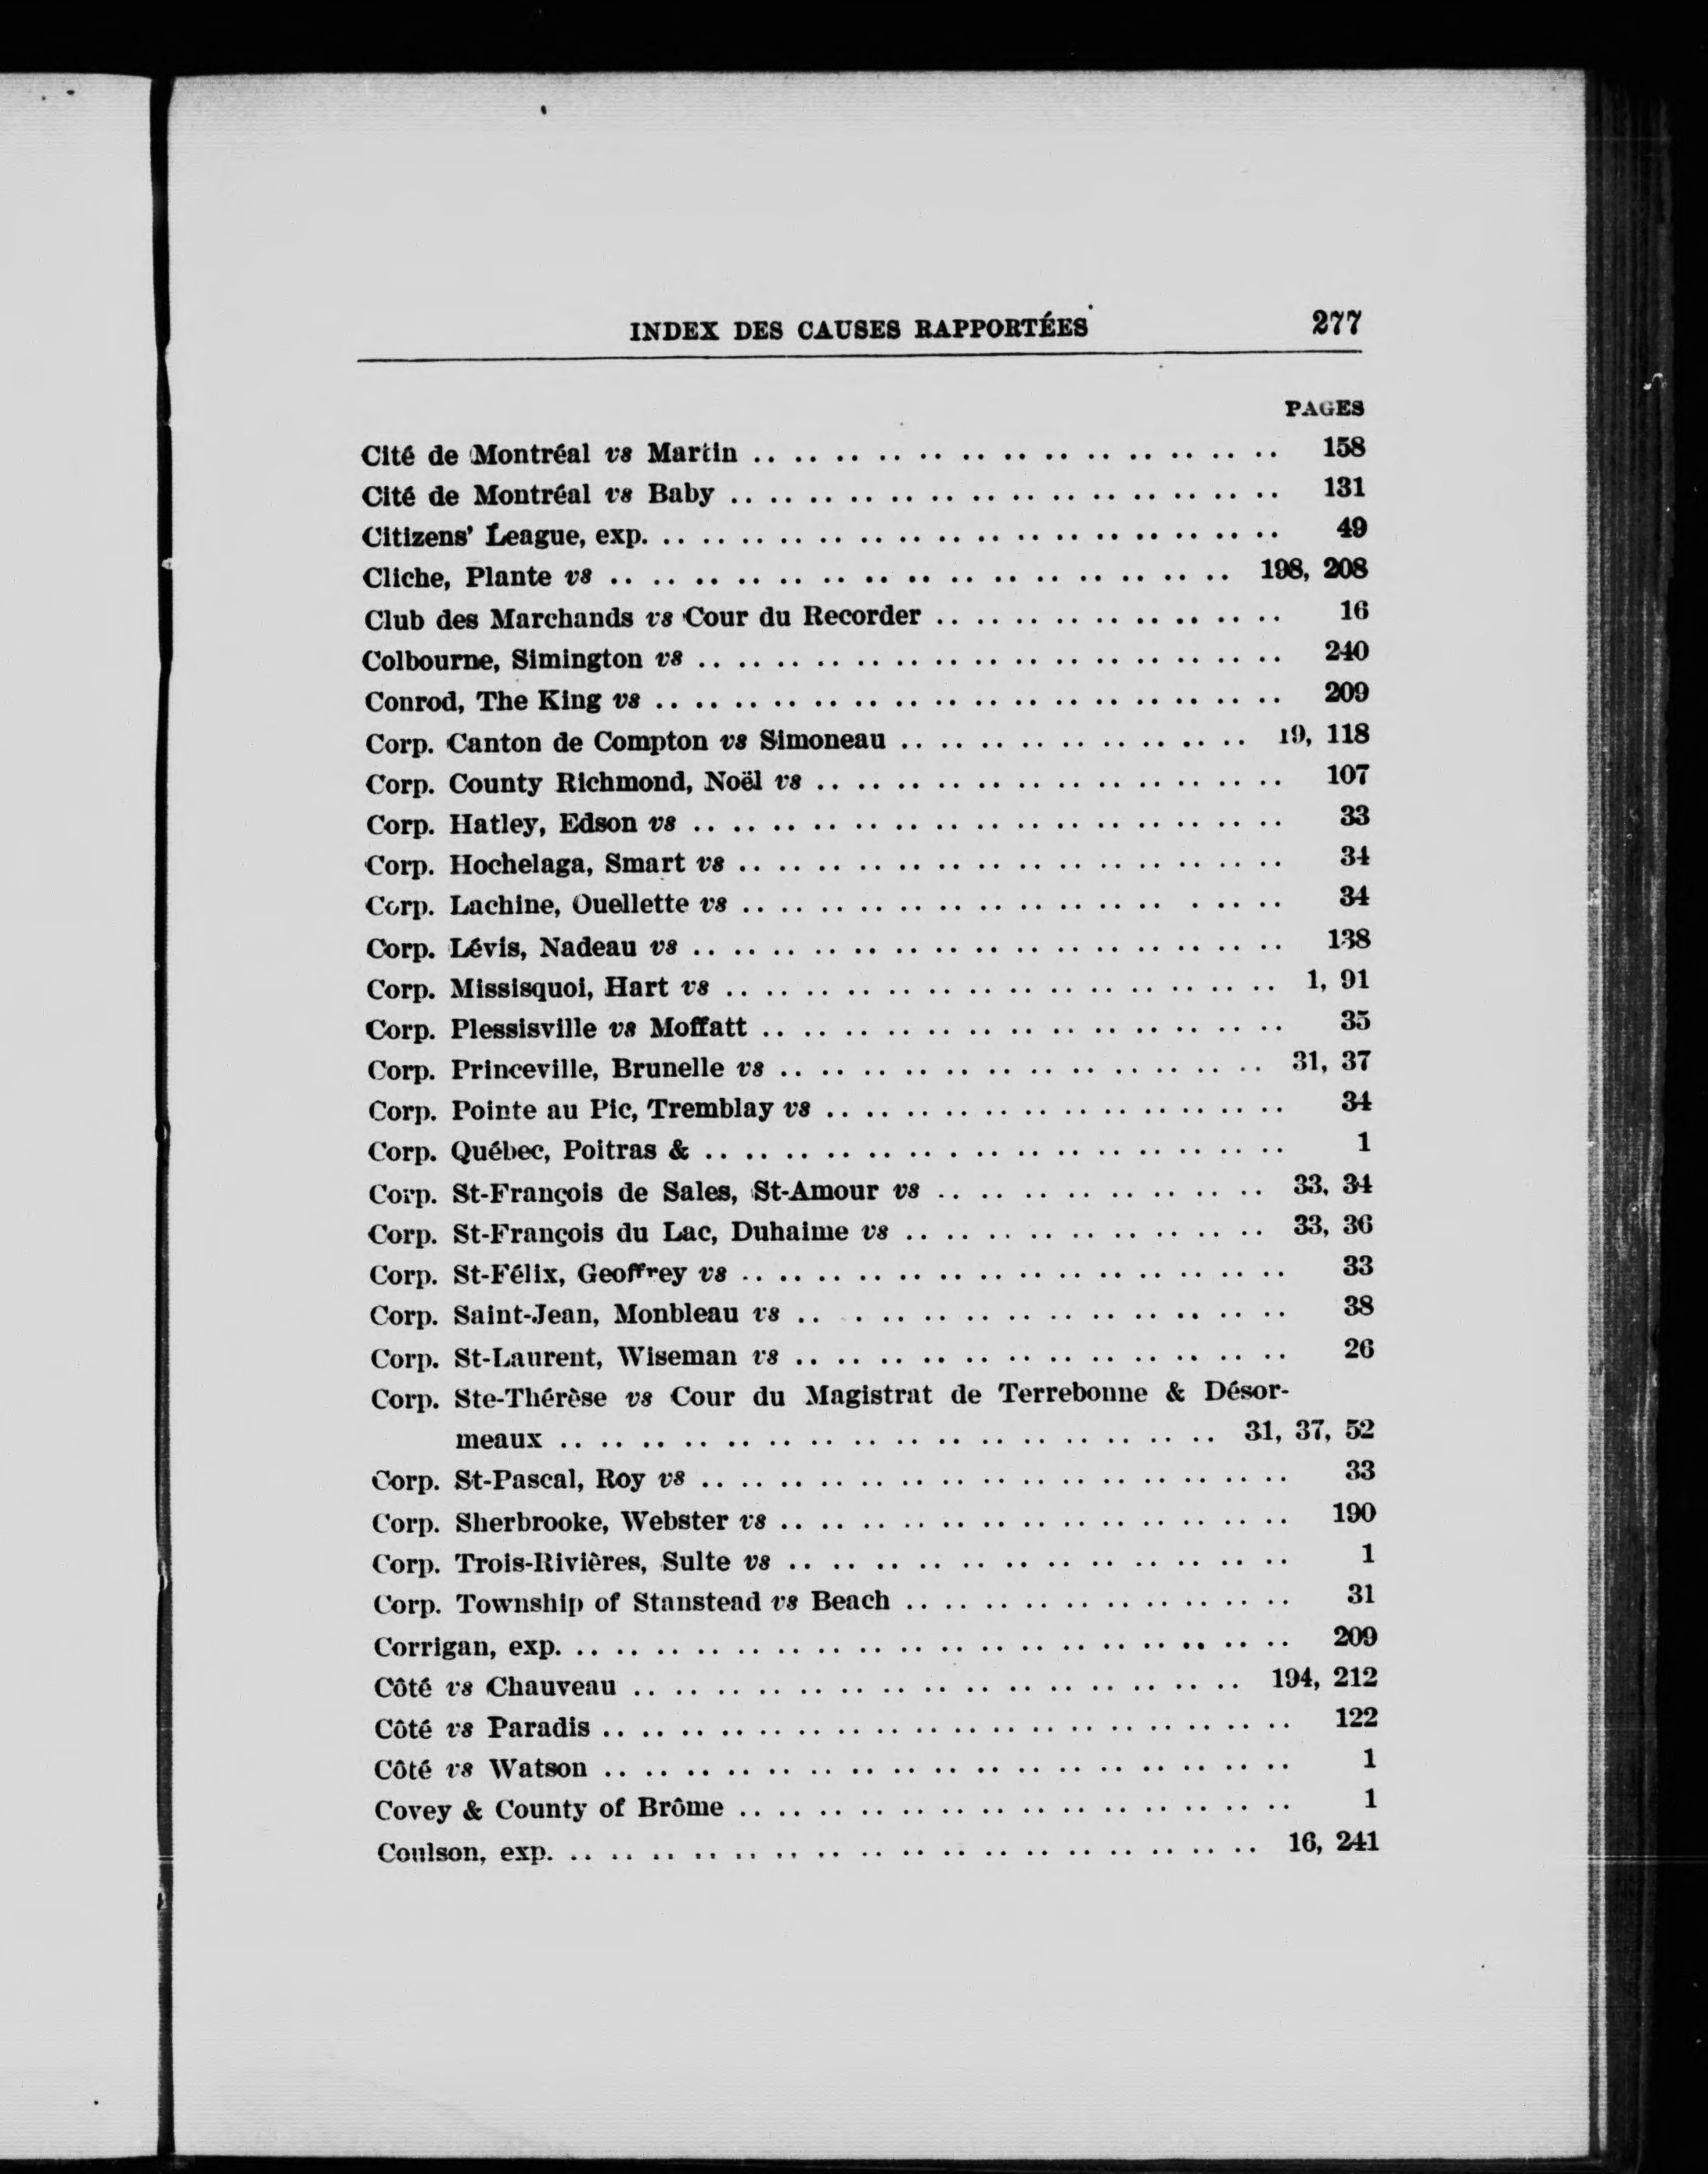 INDEX DES CAUSES RAPPORTÉES 277
PAGES
Cité de Montréal vs Martin .. .. .. .. .. .. .. .. .. .. .. .. .. 158
Cité de Montréal vs Baby .. .. .. .. .. .. .. .. .. .. .. .. .. .. 131
Citizens' League, exp. .. .. .. .. .. .. .. .. .. .. .. .. .. .. .. 49
Cliche, Plante vs .. .. .. .. .. .. .. .. .. .. .. .. .. .. .. 198, 208
Club des Marchands vs Cour du Recorder .. .. .. .. .. .. .. .. .. 16
Colbourne, Simington vs .. .. .. .. .. .. .. .. .. .. .. .. .. .. .. 240
Conrod, The King vs .. .. .. .. .. .. .. .. .. .. .. .. .. .. .. .. 209
Corp. Canton de Compton vs Simoneau .. .. .. .. .. .. .. .. .. 19, 118
Corp. County Richmond, Noël vs .. .. .. .. .. .. .. .. .. .. .. .. 107
Corp. Hatley, Edson vs .. .. .. .. .. .. .. .. .. .. .. .. .. .. .. 33
Corp. Hochelaga, Smart vs .. .. .. .. .. .. .. .. .. .. .. .. .. .. 34
Corp. Lachine, Ouellette vs .. .. .. .. .. .. .. .. .. .. .. .. .. 34
Corp. Lévis, Nadeau vs .. .. .. .. .. .. .. .. .. .. .. .. .. .. .. 138
Corp. Missisquoi, Hart vs .. .. .. .. .. .. .. .. .. .. .. .. .. .. 1, 91
Corp. Plessisville vs Moffatt .. .. .. .. .. .. .. .. .. .. .. .. .. 35
Corp. Princeville, Brunelle vs .. .. .. .. .. .. .. .. .. .. .. .. 31, 37
Corp. Pointe au Pic, Tremblay vs .. .. .. .. .. .. .. .. .. .. .. .. 34
Corp. Québec, Poitras & .. .. .. .. .. .. .. .. .. .. .. .. .. .. .. 1
Corp. St-François de Sales, St-Amour vs .. .. .. .. .. .. .. .. 33, 34
Corp. St-François du Lac, Duhaime vs .. .. .. .. .. .. .. .. .. 33, 36
Corp. St-Félix, Geoffrey vs .. .. .. .. .. .. .. .. .. .. .. .. .. .. 33
Corp. Saint-Jean, Monbleau vs .. .. .. .. .. .. .. .. .. .. .. .. 38
Corp. St-Laurent, Wiseman vs .. .. .. .. .. .. .. .. .. .. .. .. 26
Corp. Ste-Thérèse vs Cour du Magistrat de Terrebonne & Désor-
meaux .. .. .. .. .. .. .. .. .. .. .. .. .. .. .. .. 31, 37, 52
Corp. St-Pascal, Roy vs .. .. .. .. .. .. .. .. .. .. .. .. .. .. .. 33
Corp. Sherbrooke, Webster vs .. .. .. .. .. .. .. .. .. .. .. .. .. 190
Corp. Trois-Rivières, Sulte vs .. .. .. .. .. .. .. .. .. .. .. .. 1
Corp. Township of Stanstead vs Beach .. .. .. .. .. .. .. .. .. .. 31
Corrigan, exp. .. .. .. .. .. .. .. .. .. .. .. .. .. .. .. .. .. .. 209
Côté vs Chauveau .. .. .. .. .. .. .. .. .. .. .. .. .. .. .. 194, 212
Côté vs Paradis .. .. .. .. .. .. .. .. .. .. .. .. .. .. .. .. .. 122
Côté vs Watson .. .. .. .. .. .. .. .. .. .. .. .. .. .. .. .. .. 1
Covey & County of Brôme .. .. .. .. .. .. .. .. .. .. .. .. .. .. 1
Coulson, exp. .. .. .. .. .. .. .. .. .. .. .. .. .. .. .. .. .. 16, 241